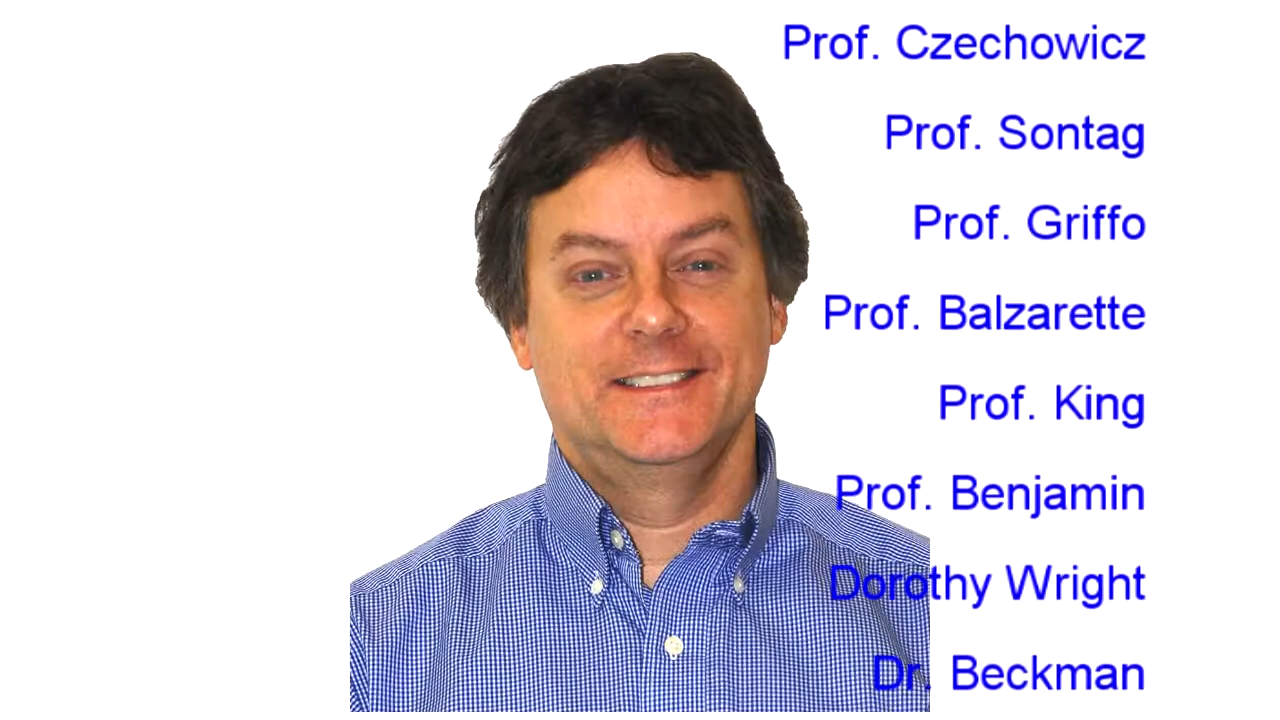 Prof. Czechowicz
Prof. Sontag
Prof. Griffo
Prof. Balzarette
Prof. King
Prof. Benjamin
Dorothy Wright
Dr. Beckman